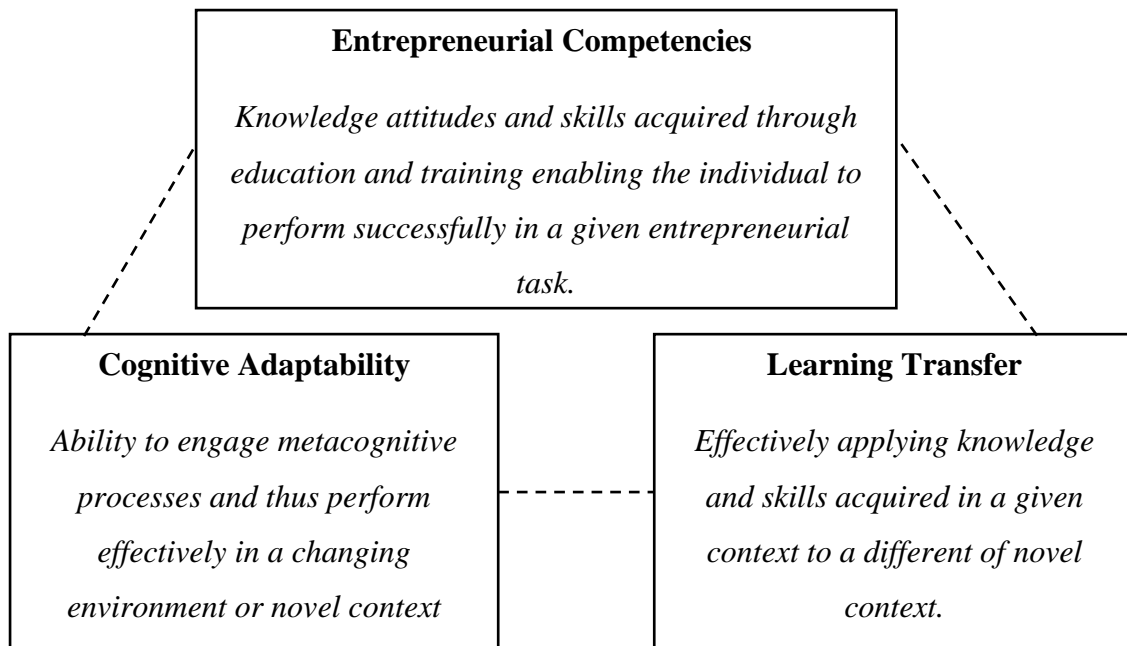 Entrepreneurial Competencies
Knowledge attitudes and skills acquired through
education and training enabling the individual to
perform successfully in a given entrepreneurial
task.
Cognitive Adaptability
Ability to engage metacognitive
processes and thus perform
effectively in a changing
environment or novel context
Learning Transfer
Effectively applying knowledge
and skills acquired in a given
context to a different of novel
context.